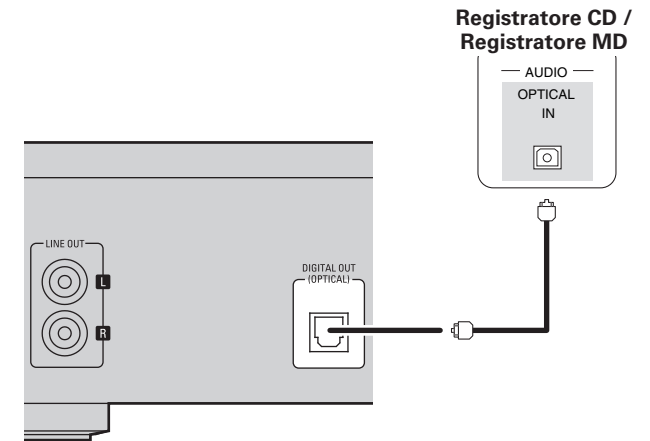 Registratore CD /
Registratore MD
AUDIO
OPTICAL
IN
LINE OUT
L
R
DIGITAL OUT
(OPTICAL)